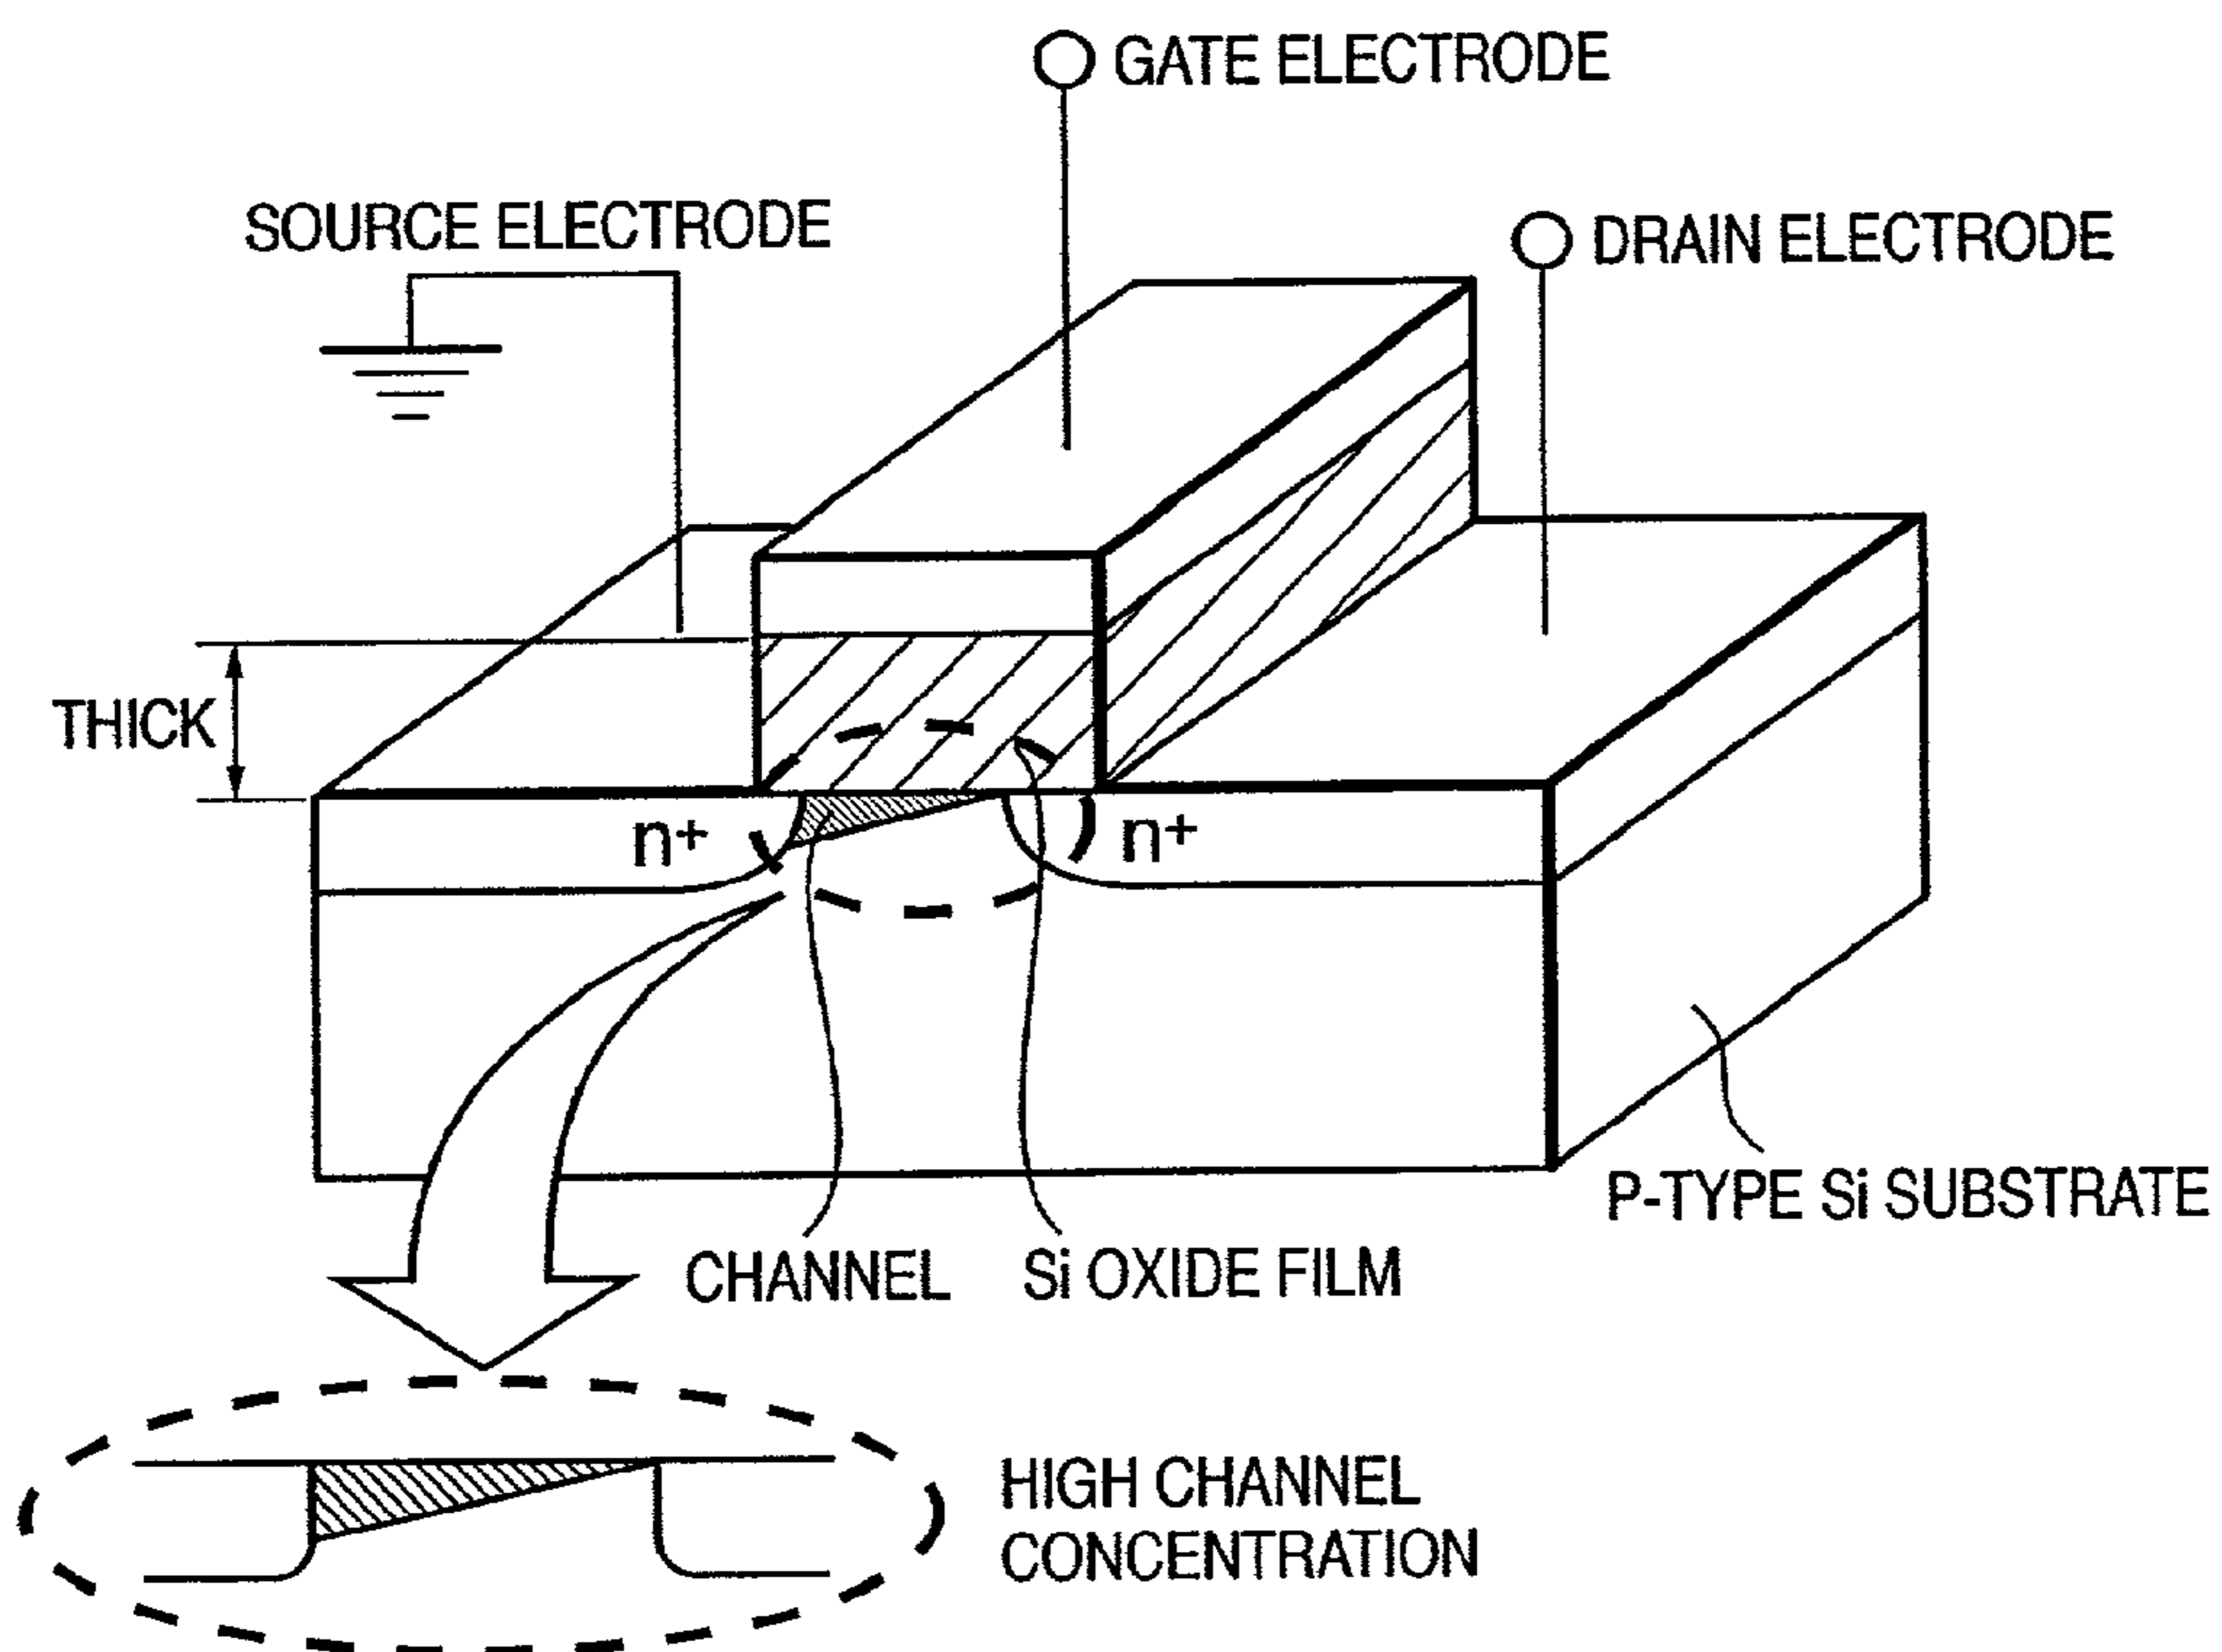 GATE ELECTRODE
SOURCE ELECTRODE
DRAIN ELECTRODE
THICK
n+
n+
P-TYPE Si SUBSTRATE
CHANNEL
Si OXIDE FILM
HIGH CHANNEL
CONCENTRATION